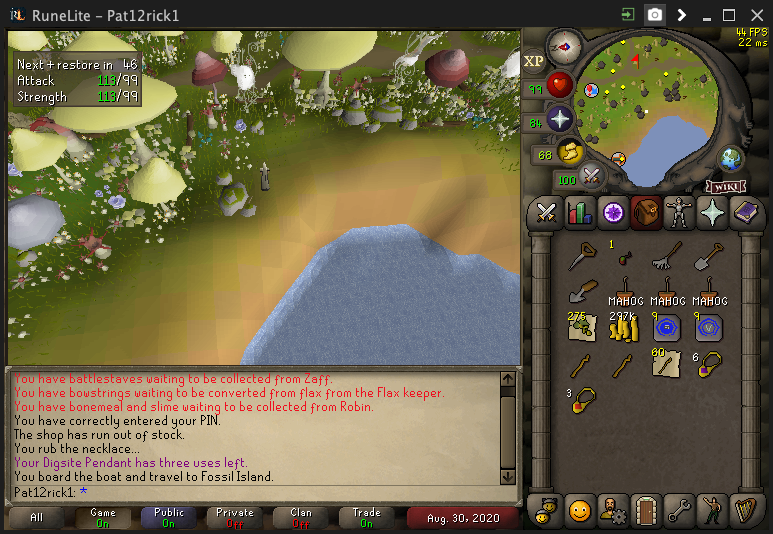 RuneLite - Pat12rick1
44 FPS
22 ms
Next + restore in 46
Attack 113/99
Strength 113/99
XP
99
84
68
100
WIKI
1
MAHOG MAHOG MAHOG
275 297K 9 9
60 6
3
You have battlestaves waiting to be collected from Zaff.
You have bowstrings waiting to be converted from flax from the Flax keeper.
You have bonemeal and slime waiting to be collected from Robin.
You have correctly entered your PIN.
The shop has run out of stock.
You rub the necklace...
Your Digsite Pendant has three uses left.
You board the boat and travel to Fossil Island.
Pat12rick1: *
All
Game
On
Public
On
Private
Off
Clan
Off
Trade
On
Aug. 30, 2020